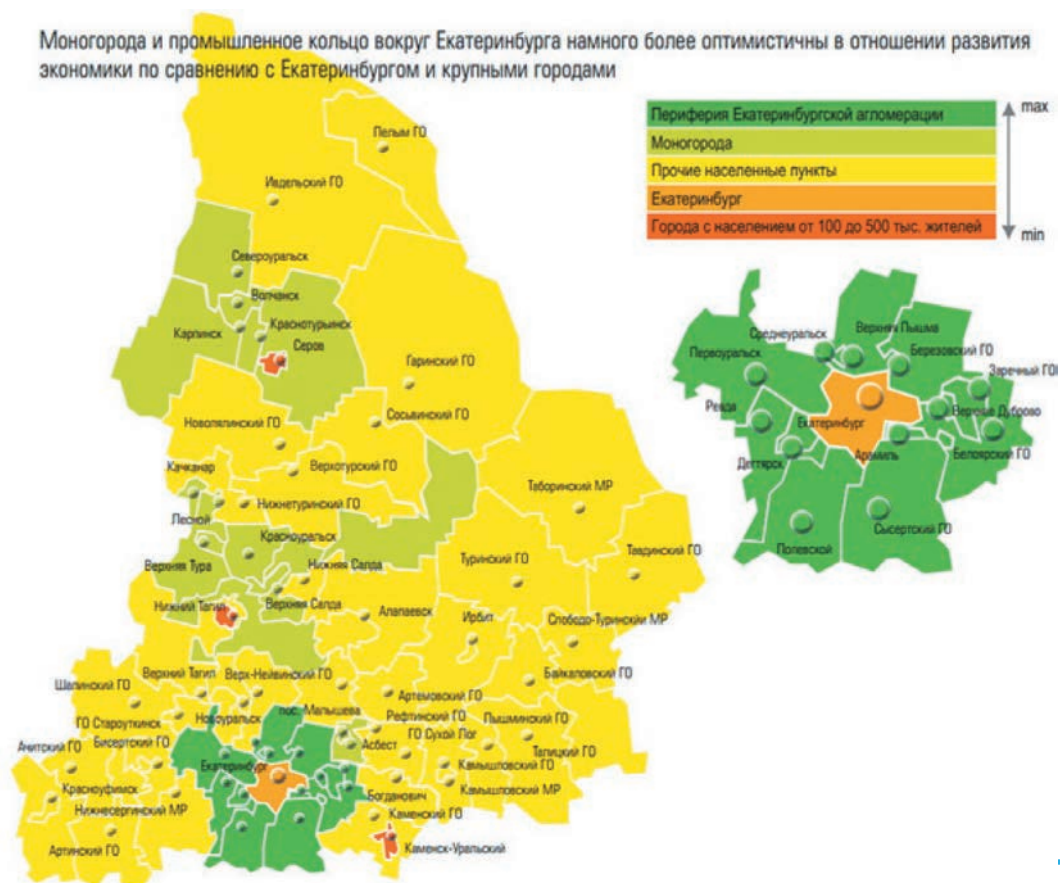 Моногорода и промышленное кольцо вокруг Екатеринбурга намного более оптимистичны в отношении развития
экономики по сравнению с Екатеринбургом и крупными городами
Периферия Екатеринбургской агломерации
Моногорода
Прочие населенные пункты
Екатеринбург
Города с населением от 100 до 500 тыс. жителей
max
min
Пелым ГО
Ивдельский ГО
Североуральск
Волчанск
Карпинск
Краснотурьинск
Серов
Гаринский ГО
Сосьвинский ГО
Новолялинский ГО
Верхотурский ГО
Качканар
Нижнетуринский ГО
Лесной
Красноуральск
Верхняя Тура
Нижняя Салда
Верхняя Салда
Нижний Тагил
Алапаевск
Таборинский МР
Туринский ГО
Тавдинский ГО
Ирбит
Слободо-Туринский МР
Байкаловский ГО
Шалинский ГО
Верхний Тагил
Верх-Нейвинский ГО
Артемовский ГО
ГО Староуткинск
Новоуральск
пос. Малышева
Рефтинский ГО
Пышминский ГО
Ачитский ГО
Бисертский ГО
ГО Сухой Лог
Асбест
Талицкий ГО
Екатеринбург
Камышловский ГО
Красноуфимск
Богданович
Камышловский МР
Нижнесергинский МР
Каменский ГО
Артинский ГО
Каменск-Уральский
Среднеуральск
Верхняя Пышма
Первоуральск
Березовский ГО
Заречный ГО
Ревда
Екатеринбург
Верхнее Дуброво
Дегтярск
Арамиль
Белоярский ГО
Сысертский ГО
Полевской